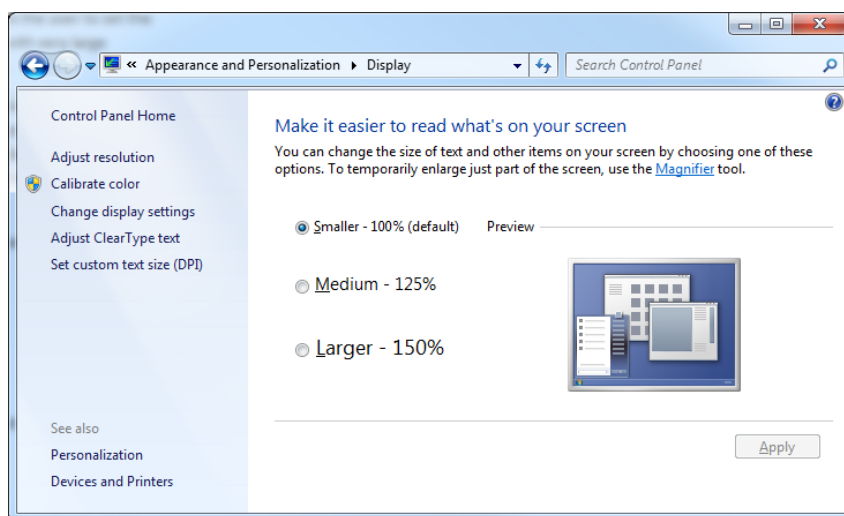 « Appearance and Personalization ▸ Display
Search Control Panel
Control Panel Home
Adjust resolution
Calibrate color
Change display settings
Adjust ClearType text
Set custom text size (DPI)
See also
Personalization
Devices and Printers
Make it easier to read what's on your screen
You can change the size of text and other items on your screen by choosing one of these
options. To temporarily enlarge just part of the screen, use the Magnifier tool.
Smaller - 100% (default) Preview
Medium - 125%
Larger - 150%
Apply